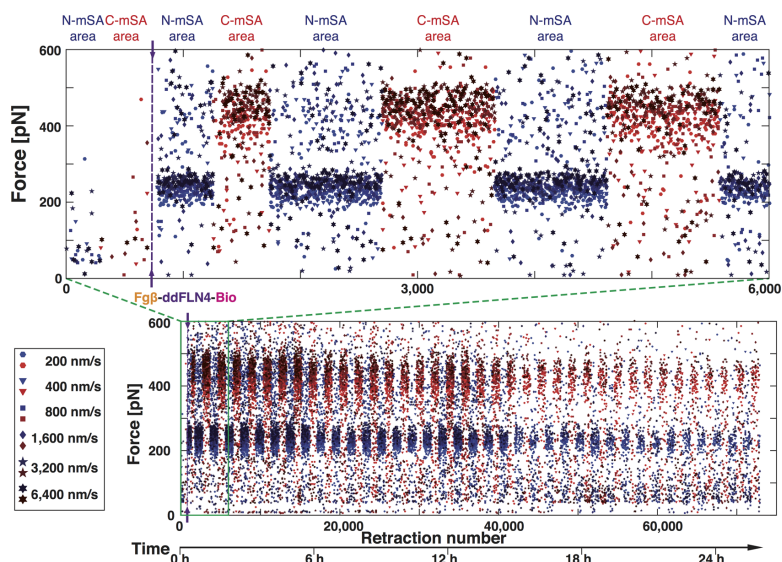 N-mSA C-mSA N-mSA C-mSA N-mSA C-mSA N-mSA C-mSA N-mSA
area area area area area area area area area
600
400
200
0
Force [pN]
0 3,000 6,000
Fgβ-ddFLN4-Bio
200 nm/s
400 nm/s
800 nm/s
1,600 nm/s
3,200 nm/s
6,400 nm/s
600
400
200
0
Force [pN]
0 20,000 40,000 60,000
Retraction number
Time
0 h 6 h 12 h 18 h 24 h